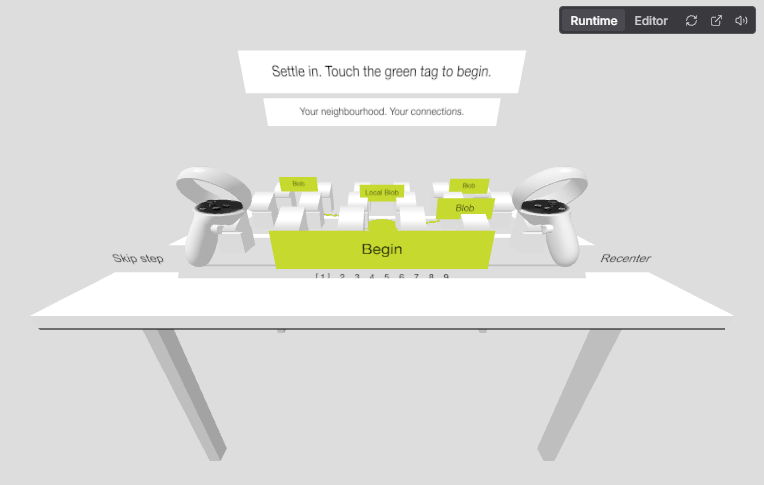 Runtime Editor
Settle in. Touch the green tag to begin.
Your neighbourhood. Your connections.
Blob
Local Blob
Blob
Blob
Begin
Skip step
Recenter
[1] 2 3 4 5 6 7 8 9